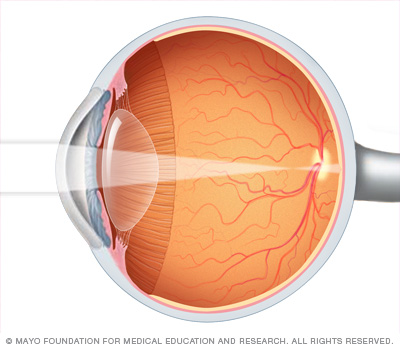 © MAYO FOUNDATION FOR MEDICAL EDUCATION AND RESEARCH. ALL RIGHTS RESERVED.